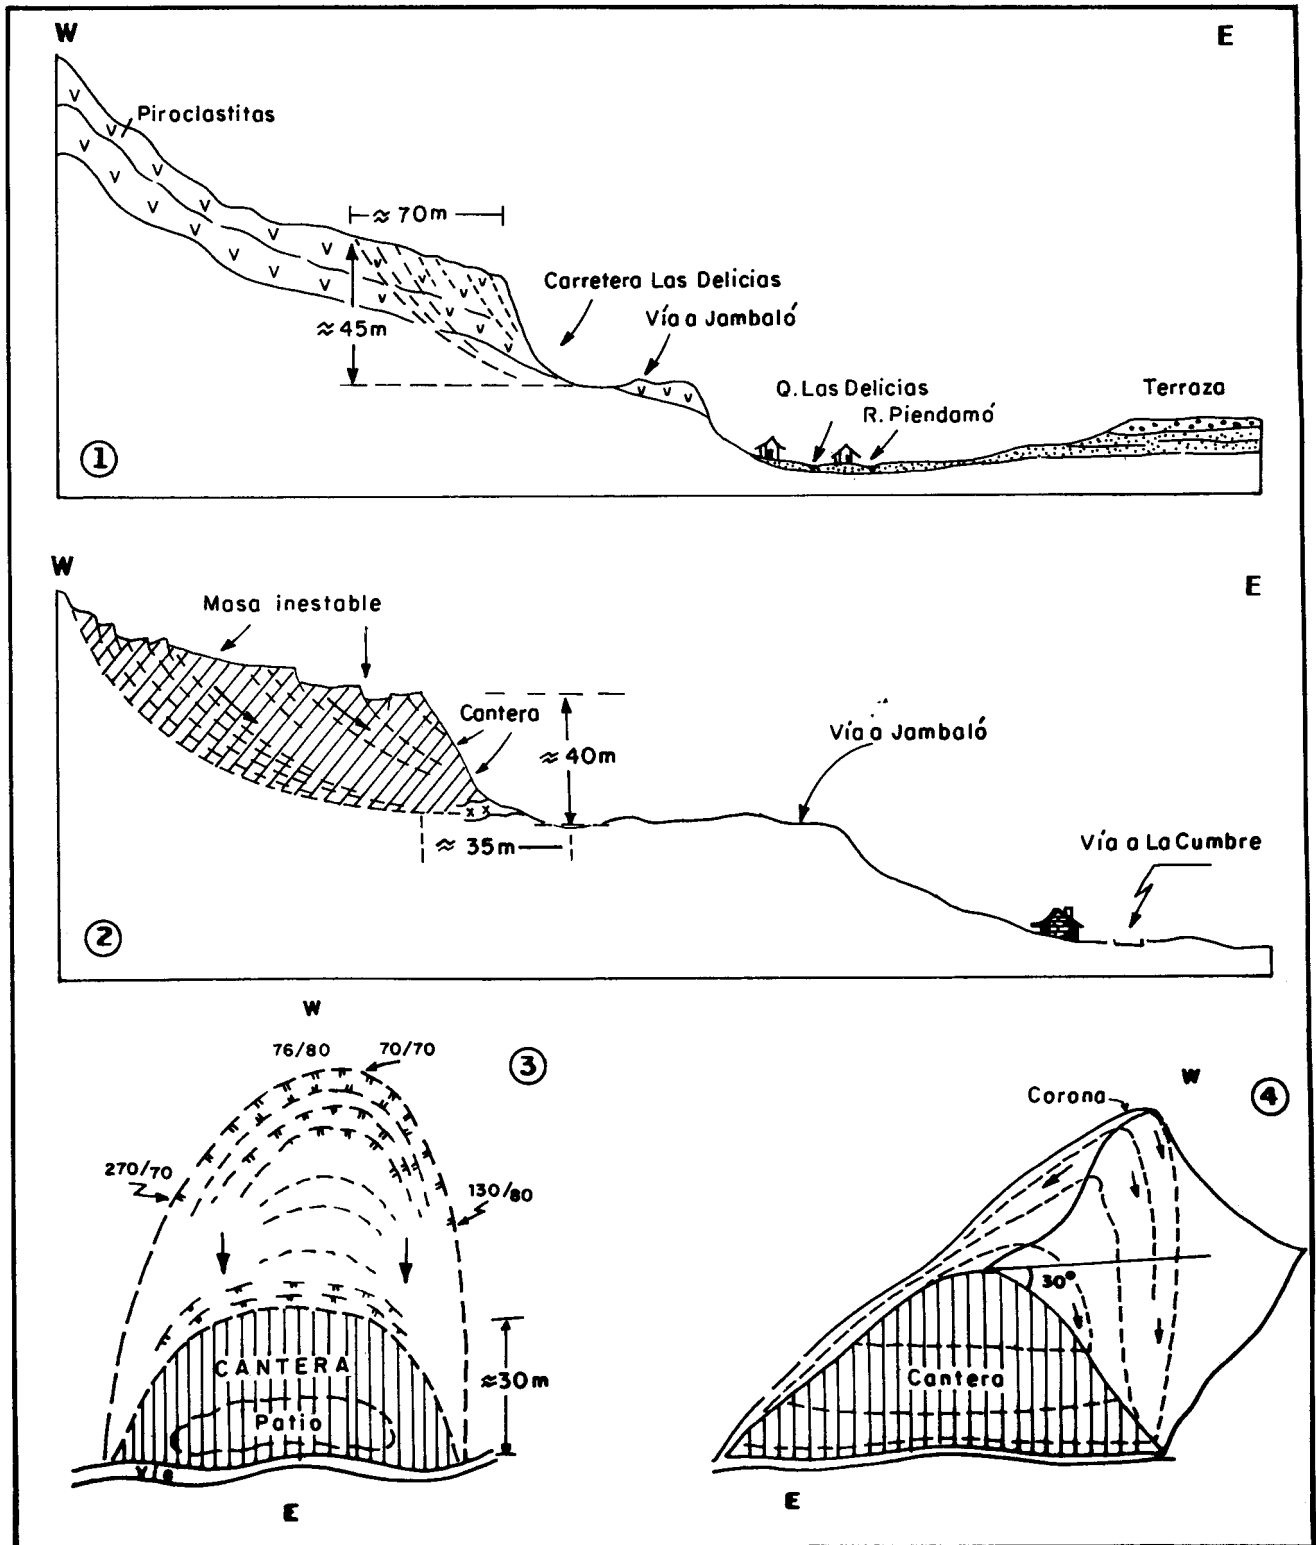 W
E
Piroclastitas
≈ 70m
Carretera Las Delicias
Vía a Jambaló
≈ 45m
Q. Las Delicias
R. Piendamó
Terraza
1
W
E
Masa inestable
Cantera
≈ 40m
Vía a Jambaló
≈ 35m
Vía a La Cumbre
2
W
76/80
70/70
3
270/70
130/80
CANTERA
Patio
≈30m
Vía
E
W
4
Corona
30°
Cantera
E